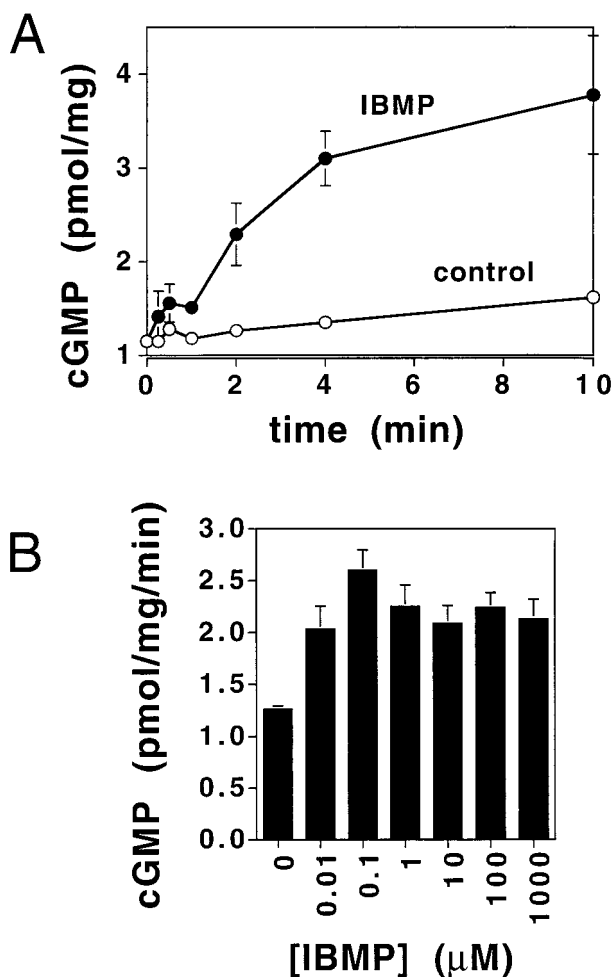 A
cGMP (pmol/mg)
4
3
2
1
IBMP
control
0 2 4 6 8 10
time (min)
B
cGMP (pmol/mg/min)
3.0
2.5
2.0
1.5
1.0
0.5
0.0
0 0.01 0.1 1 10 100 1000
[IBMP] (μM)